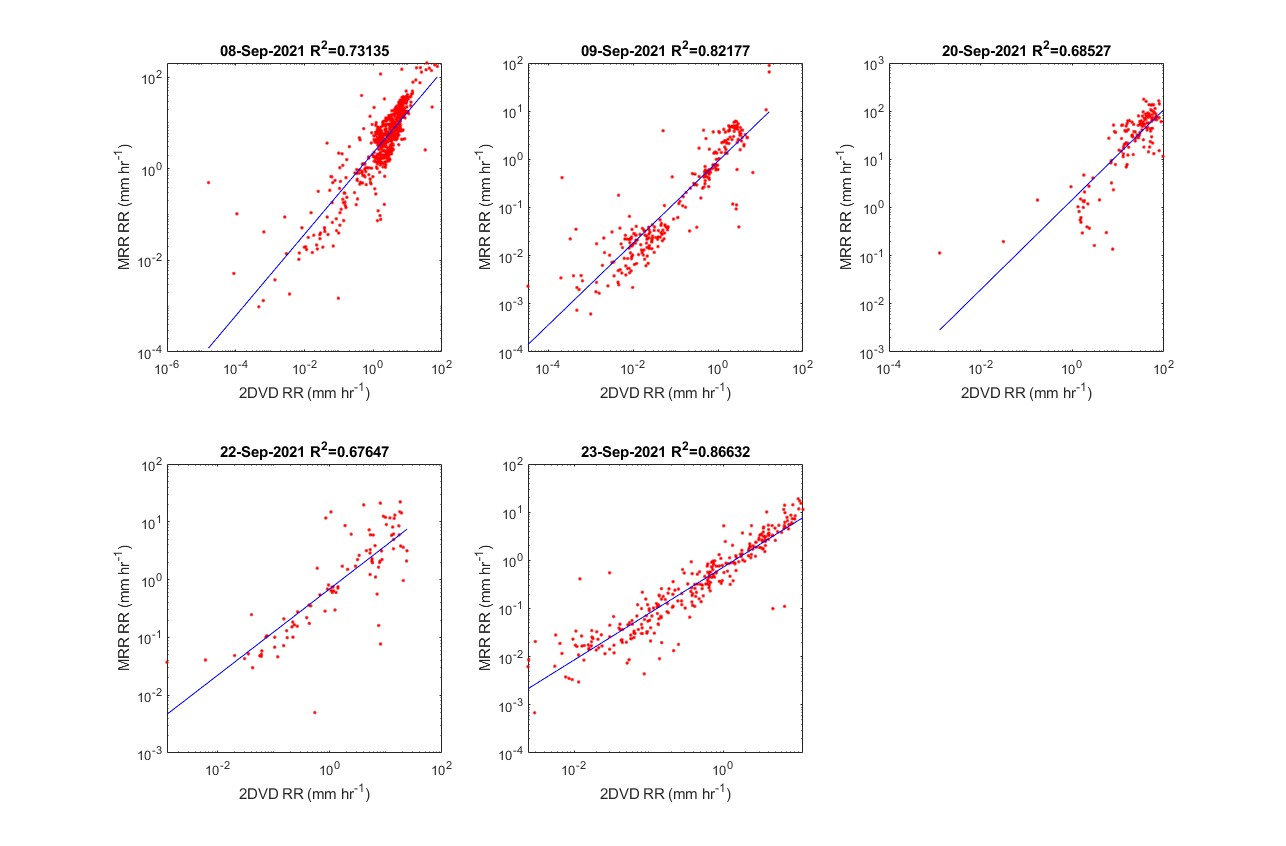 08-Sep-2021 R²=0.73135
09-Sep-2021 R²=0.82177
20-Sep-2021 R²=0.68527
MRR RR (mm hr⁻¹)
10²
10⁰
10⁻²
10⁻⁴
10⁻⁶ 10⁻⁴ 10⁻² 10⁰ 10²
2DVD RR (mm hr⁻¹)
MRR RR (mm hr⁻¹)
10²
10¹
10⁰
10⁻¹
10⁻²
10⁻³
10⁻⁴
10⁻⁴ 10⁻² 10⁰ 10²
2DVD RR (mm hr⁻¹)
MRR RR (mm hr⁻¹)
10³
10²
10¹
10⁰
10⁻¹
10⁻²
10⁻³
10⁻⁴ 10⁻² 10⁰ 10²
2DVD RR (mm hr⁻¹)
22-Sep-2021 R²=0.67647
23-Sep-2021 R²=0.86632
MRR RR (mm hr⁻¹)
10²
10¹
10⁰
10⁻¹
10⁻²
10⁻³
10⁻² 10⁰ 10²
2DVD RR (mm hr⁻¹)
MRR RR (mm hr⁻¹)
10²
10¹
10⁰
10⁻¹
10⁻²
10⁻³
10⁻⁴
10⁻² 10⁰
2DVD RR (mm hr⁻¹)